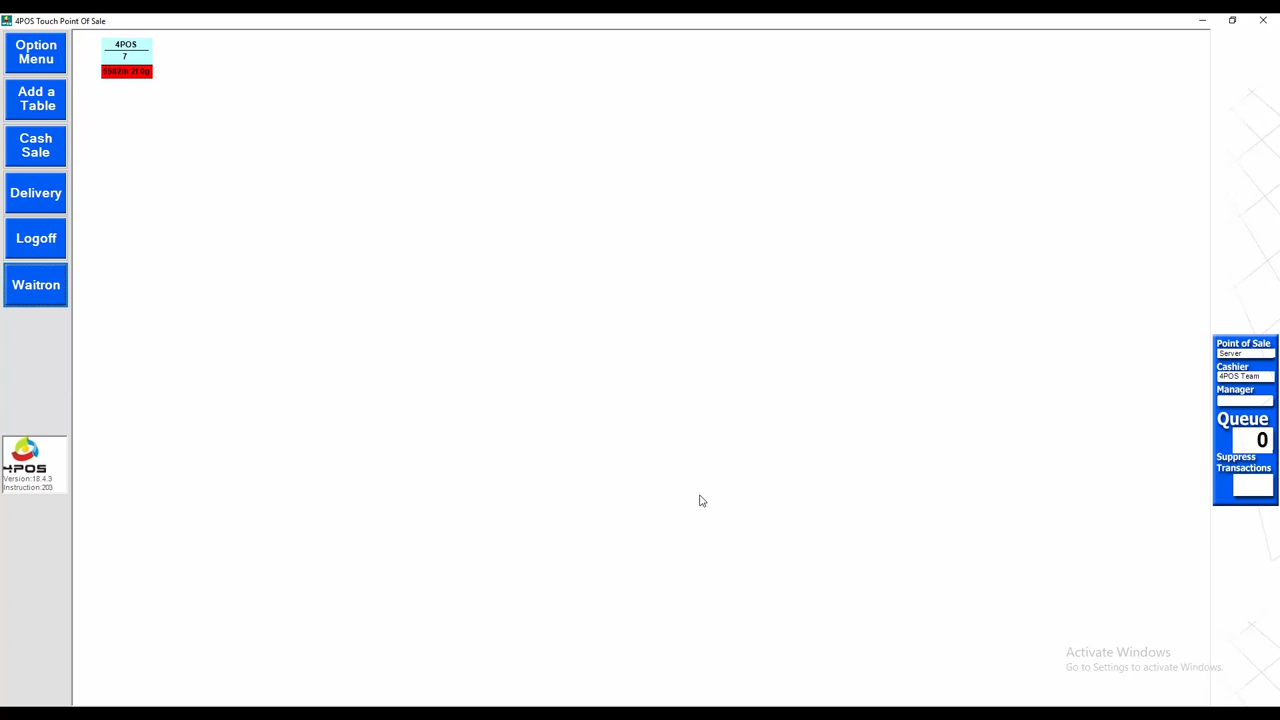 4POS Touch Point Of Sale
Option
Menu
Add a
Table
Cash
Sale
Delivery
Logoff
Waitron
4POS
7
4POS
Version:18.4.3
Instruction:203
Point of Sale
Server
Cashier
4POS Team
Manager
Queue
0
Suppress
Transactions
Activate Windows
Go to Settings to activate Windows.